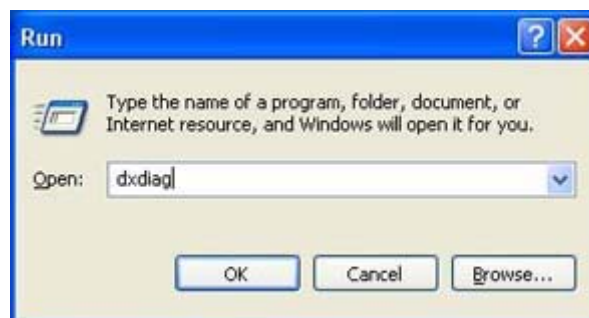 Run
Type the name of a program, folder, document, or
Internet resource, and Windows will open it for you.
Open: dxdiag
OK Cancel Browse...